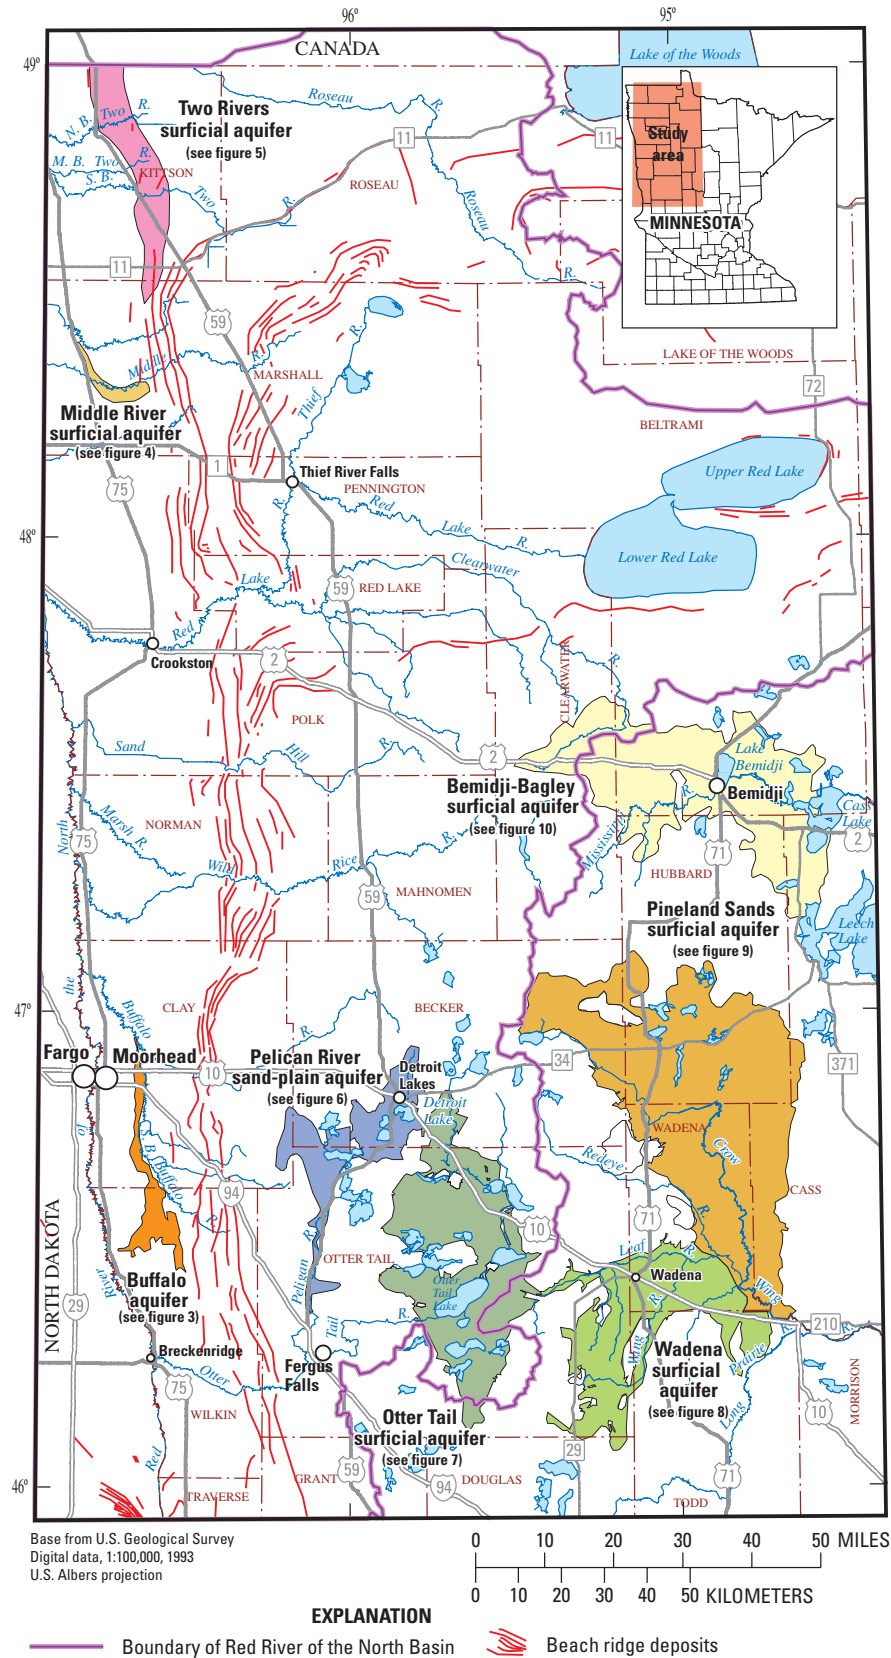 96°
95°
CANADA
49°
Lake of the Woods
Roseau
R.
Two Rivers
surficial aquifer
(see figure 5)
N. B.
Two
R.
11
11
Study
area
M. B.
Two
R.
S. B.
KITTSON
Two
R.
ROSEAU
Roseau
R.
MINNESOTA
11
59
R.
Middle
R.
MARSHALL
Thief
LAKE OF THE WOODS
72
Middle River
surficial aquifer
(see figure 4)
BELTRAMI
1
Thief River Falls
Upper Red Lake
75
PENNINGTON
R.
Red
Lake
R.
48°
Lower Red Lake
Clearwater
Lake
59
RED LAKE
Red
Crookston
2
R.
CLEARWATER
POLK
Sand
Hill
R.
2
Lake
Bemidji
Bemidji-Bagley
surficial aquifer
(see figure 10)
R.
Bemidji
Cass
Lake
Marsh R.
NORMAN
North
75
Mississippi
2
71
Wild
Rice
R.
HUBBARD
59
MAHNOMEN
Pineland Sands
surficial aquifer
(see figure 9)
Leech
Lake
the
47°
Buffalo
CLAY
R.
BECKER
Fargo
Moorhead
10
Pelican River
sand-plain aquifer
(see figure 6)
Detroit
Lakes
34
371
Detroit
Lake
of
WADENA
Crow
S. B.
Buffalo
R.
Redeye
94
R.
CASS
71
NORTH DAKOTA
10
R.
Leaf
R.
OTTER TAIL
Wadena
River
Buffalo
aquifer
(see figure 3)
Peligan
Otter
Tail
Lake
Wing
R.
29
Tail
R.
210
R.
R.
Breckenridge
Fergus
Falls
Wing
Wadena
surficial
aquifer
(see figure 8)
Prairie
75
Otter
Long
MORRISON
WILKIN
Otter Tail
surficial aquifer
(see figure 7)
10
29
Red
46°
GRANT
59
94
DOUGLAS
71
TRAVERSE
TODD
Base from U.S. Geological Survey
Digital data, 1:100,000, 1993
U.S. Albers projection
0 10 20 30 40 50 MILES
0 10 20 30 40 50 KILOMETERS
EXPLANATION
Boundary of Red River of the North Basin
Beach ridge deposits